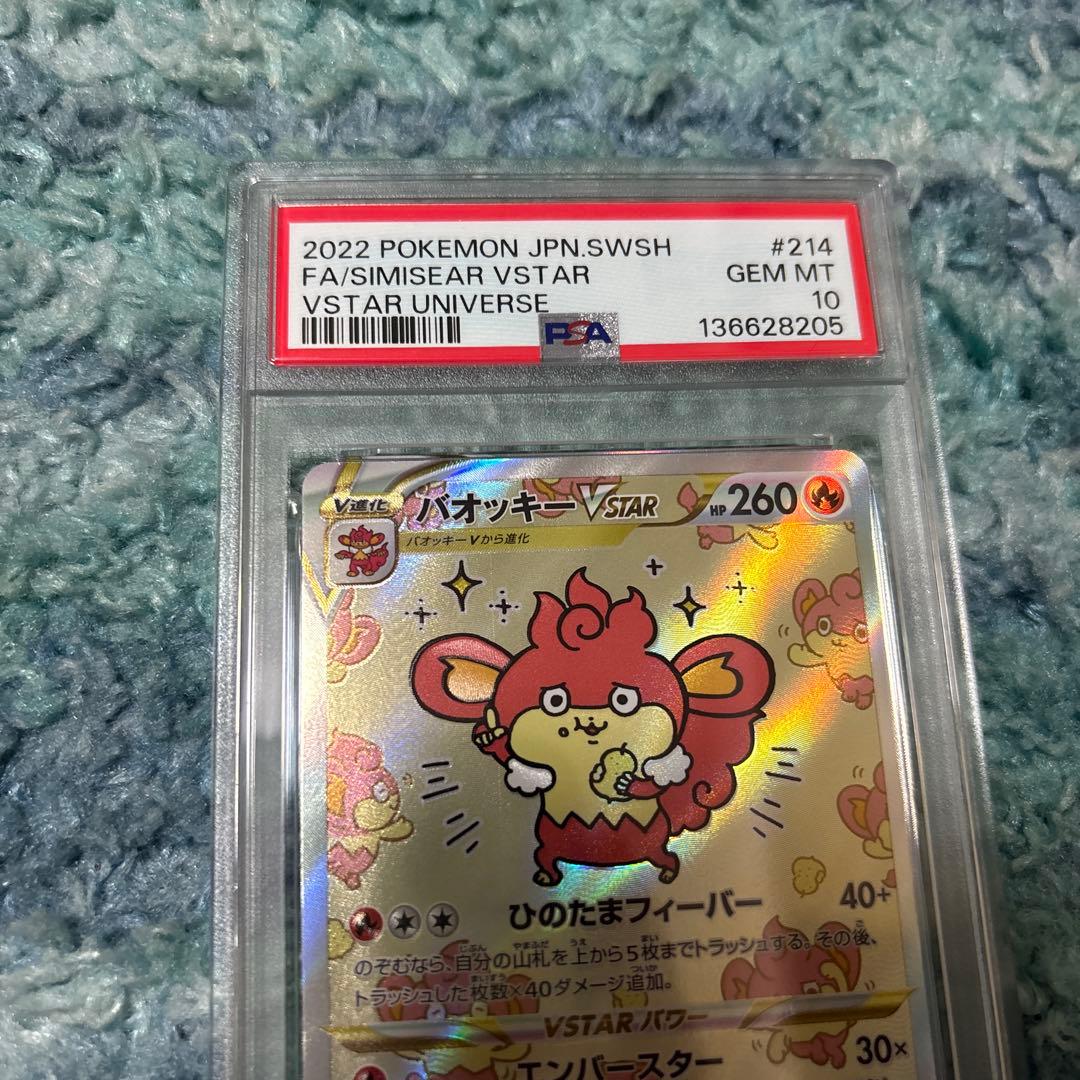 2022 POKEMON JPN.SWSH #214
FA/SIMISEAR VSTAR GEM MT
VSTAR UNIVERSE 10
PSA 136628205
V進化 バオッキーVSTAR HP260
バオッキーVから進化
ひのたまフィーバー 40+
のぞむなら、自分の山札を上から5枚までトラッシュする。その後、
トラッシュした枚数×40ダメージ追加。
VSTARパワー
エンバースター 30×